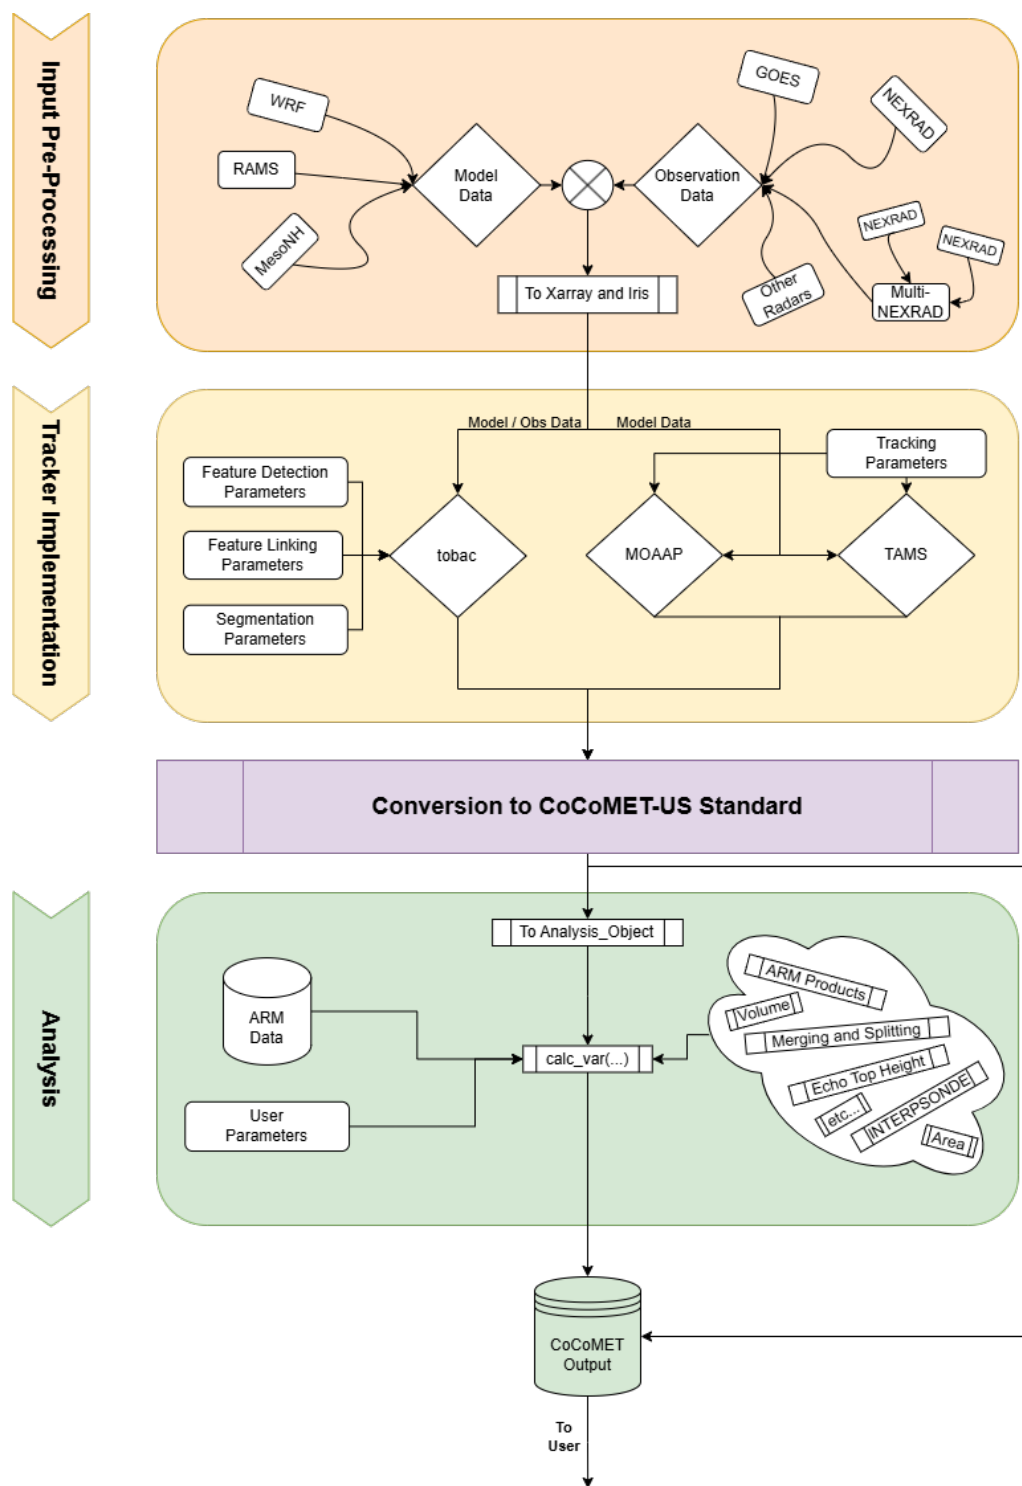 Input Pre-Processing
WRF
RAMS
MesoNH
Model
Data
Observation
Data
GOES
NEXRAD
NEXRAD
NEXRAD
Multi-
NEXRAD
Other
Radars
To Xarray and Iris
Tracker Implementation
Model / Obs Data
Model Data
Tracking
Parameters
Feature Detection
Parameters
Feature Linking
Parameters
Segmentation
Parameters
tobac
MOAAP
TAMS
Conversion to CoCoMET-US Standard
Analysis
To Analysis_Object
ARM
Data
User
Parameters
calc_var(...)
ARM Products
Volume
Merging and Splitting
Echo Top Height
etc...
INTERPSONDE
Area
CoCoMET
Output
To
User